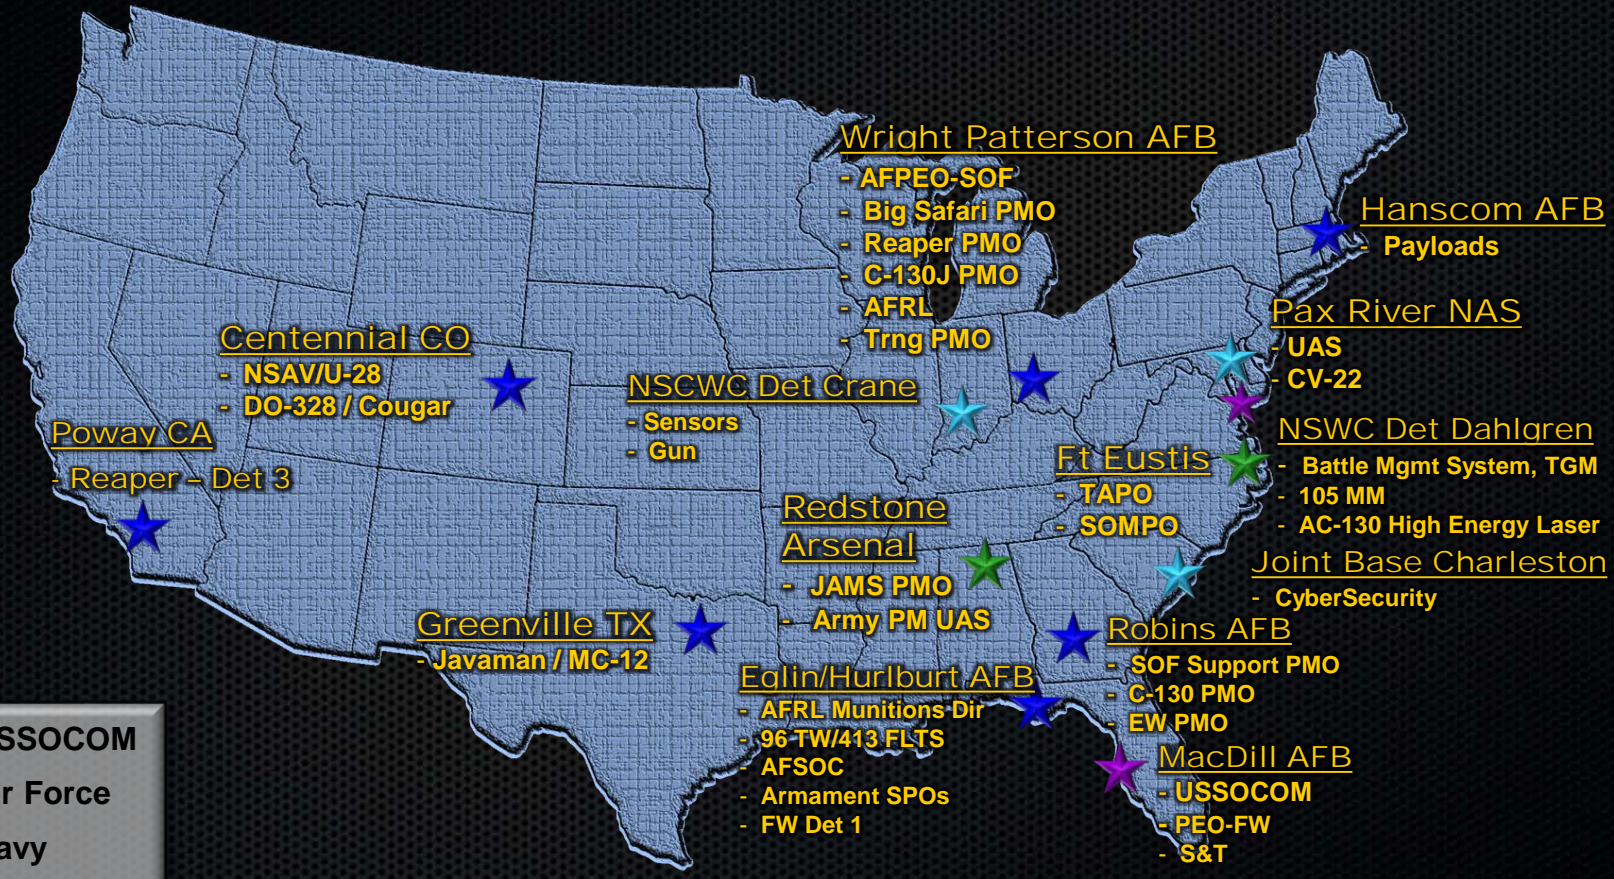 Wright Patterson AFB
- AFPEO-SOF
- Big Safari PMO
- Reaper PMO
- C-130J PMO
- AFRL
- Trng PMO
Hanscom AFB
- Payloads
Pax River NAS
- UAS
- CV-22
Centennial CO
- NSAV/U-28
- DO-328 / Cougar
NSCWC Det Crane
- Sensors
- Gun
Poway CA
- Reaper – Det 3
NSWC Det Dahlgren
- Battle Mgmt System, TGM
- 105 MM
- AC-130 High Energy Laser
Ft Eustis
- TAPO
- SOMPO
Redstone
Arsenal
- JAMS PMO
- Army PM UAS
Joint Base Charleston
- CyberSecurity
Greenville TX
- Javaman / MC-12
Robins AFB
- SOF Support PMO
- C-130 PMO
- EW PMO
Eglin/Hurlburt AFB
- AFRL Munitions Dir
- 96 TW/413 FLTS
- AFSOC
- Armament SPOs
- FW Det 1
MacDill AFB
- USSOCOM
- PEO-FW
- S&T
SSOCOM
r Force
avy